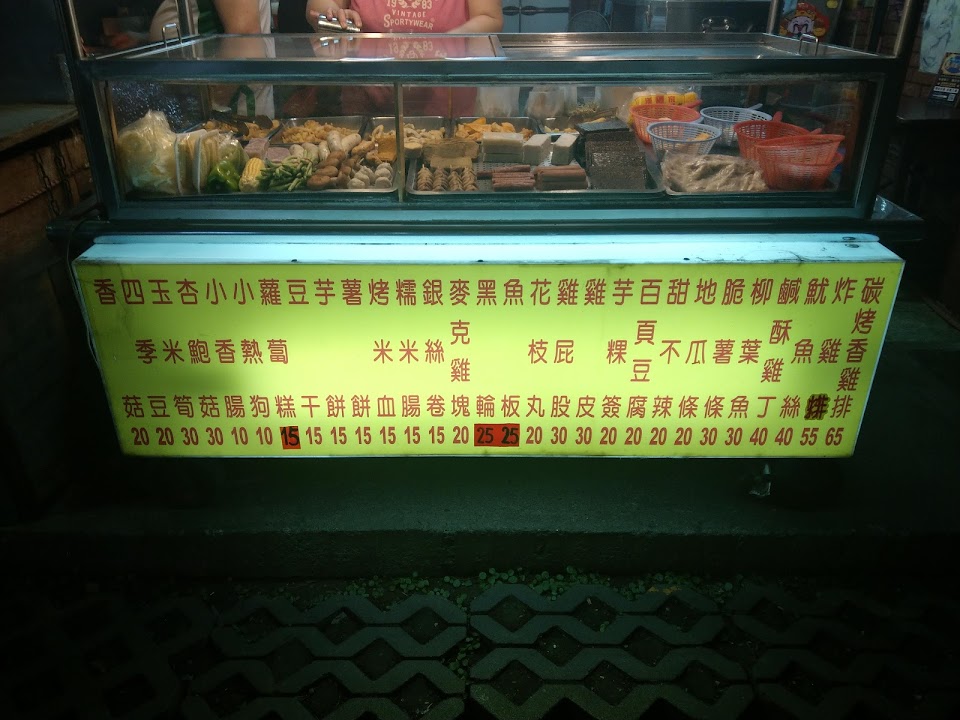 1983
VINTAGE
SPORTYWEAR
碳烤香雞排 65
炸雞排 55
魷魚絲 40
鹹酥雞丁 40
柳葉魚 30
脆薯條 30
地瓜條 20
甜不辣 20
百頁豆腐 20
芋粿簽 20
雞皮 30
雞屁股 30
花枝丸 20
魚板 25
黑輪 25
麥克雞塊 20
銀絲卷 15
糯米腸 15
烤米血 15
薯餅 15
芋餅 15
豆干 15
蘿蔔糕 15
小熱狗 10
小香腸 10
杏鮑菇 30
玉米筍 30
四季豆 20
香菇 20